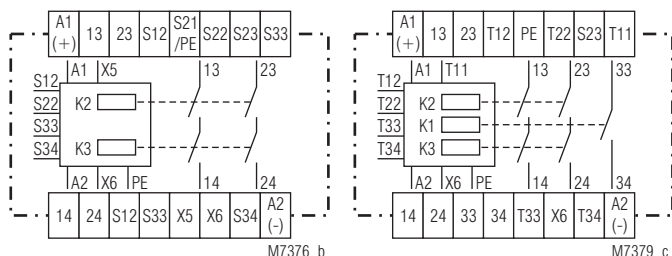 A1 (+) 13 23 S12 S21 /PE S22 S23 S33
A1 X5 13 23
S12
S22
S33
S34
K2
K3
A2 X6 PE 14 24
14 24 S12 S33 X5 X6 S34 A2 (-)
M7376_b
A1 (+) 13 23 T12 PE T22 S23 T11
A1 T11 13 23 33
T12
T22
T33
T34
K2
K1
K3
A2 X6 PE 14 24 34
14 24 33 34 T33 X6 T34 A2 (-)
M7379_c